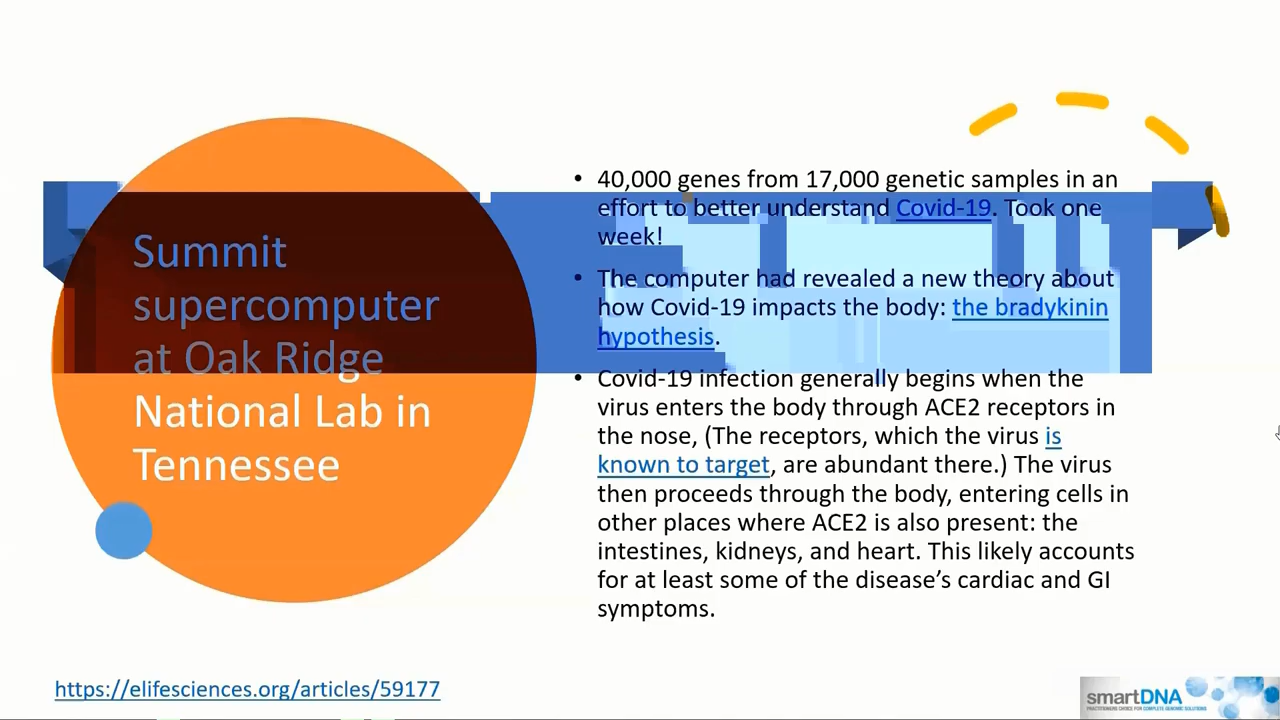 Summit
supercomputer
at Oak Ridge
National Lab in
Tennessee
• 40,000 genes from 17,000 genetic samples in an
effort to better understand Covid-19. Took one
week!
• The computer had revealed a new theory about
how Covid-19 impacts the body: the bradykinin
hypothesis.
• Covid-19 infection generally begins when the
virus enters the body through ACE2 receptors in
the nose, (The receptors, which the virus is
known to target, are abundant there.) The virus
then proceeds through the body, entering cells in
other places where ACE2 is also present: the
intestines, kidneys, and heart. This likely accounts
for at least some of the disease’s cardiac and GI
symptoms.
https://elifesciences.org/articles/59177
smartDNA
PRACTITIONERS CHOICE FOR COMPLETE GENOMIC SOLUTIONS